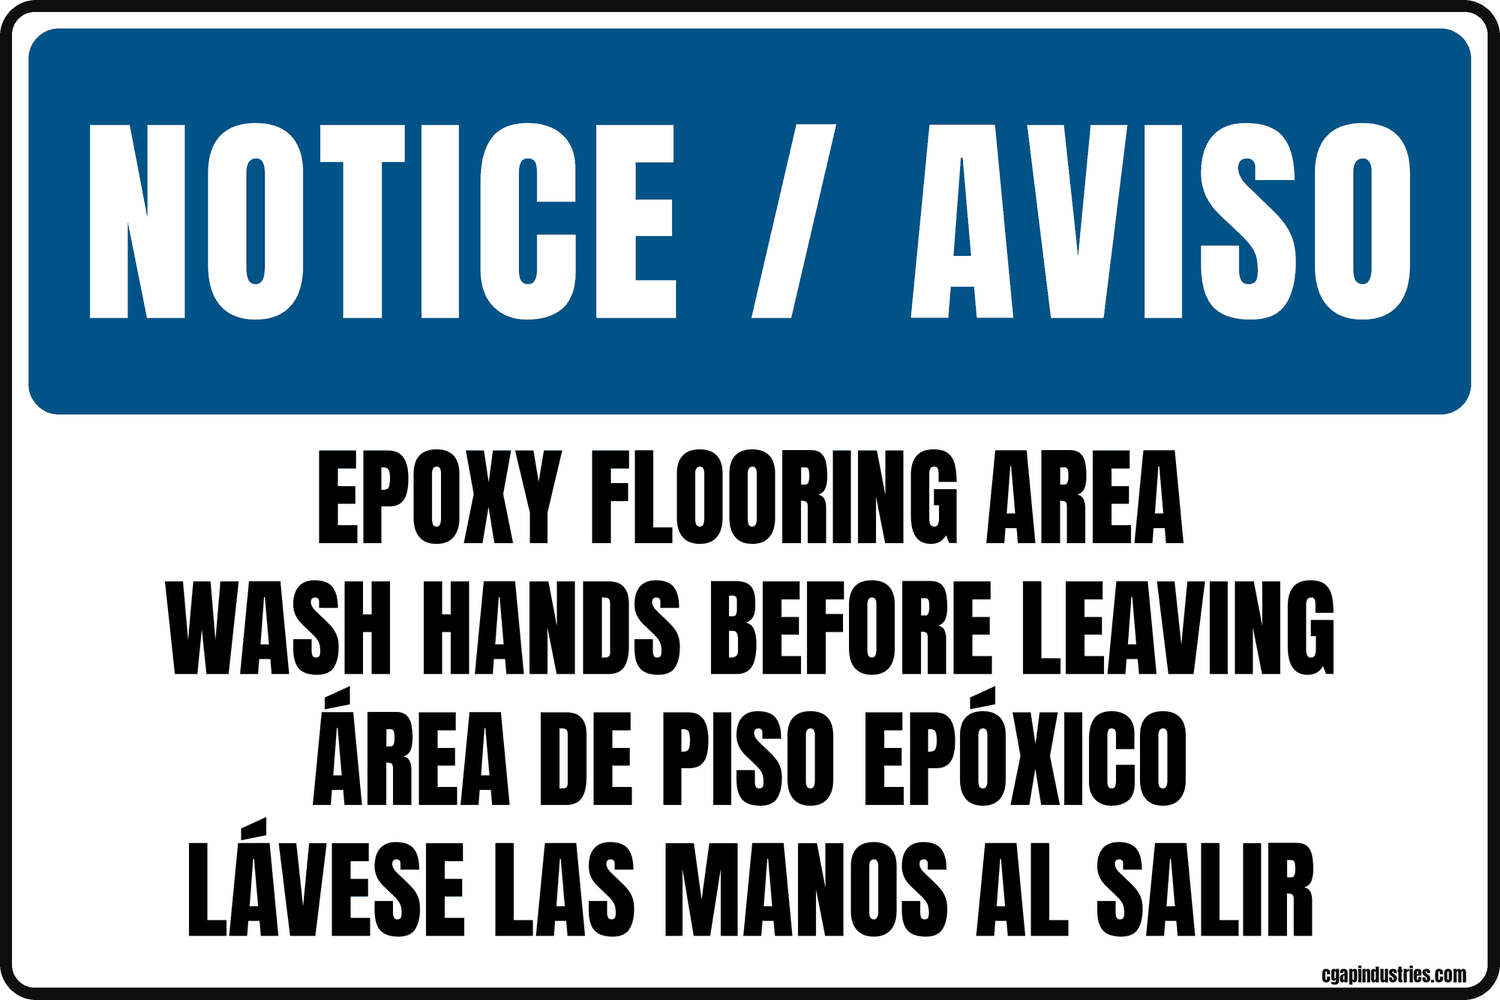 NOTICE / AVISO
EPOXY FLOORING AREA
WASH HANDS BEFORE LEAVING
ÁREA DE PISO EPÓXICO
LÁVESE LAS MANOS AL SALIR
cgapindustries.com